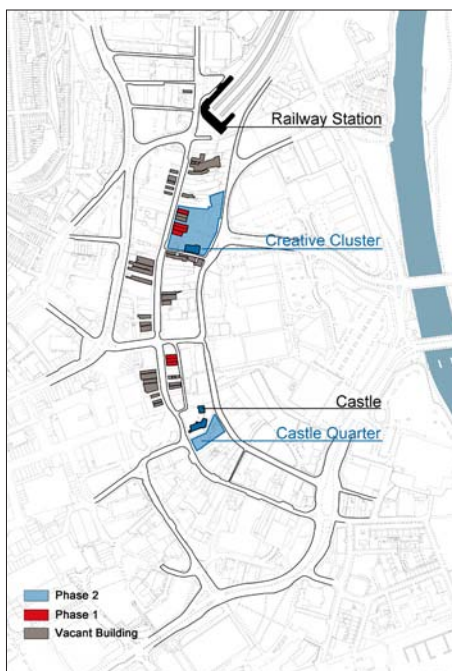 Railway Station
Creative Cluster
Castle
Castle Quarter
Phase 2
Phase 1
Vacant Building